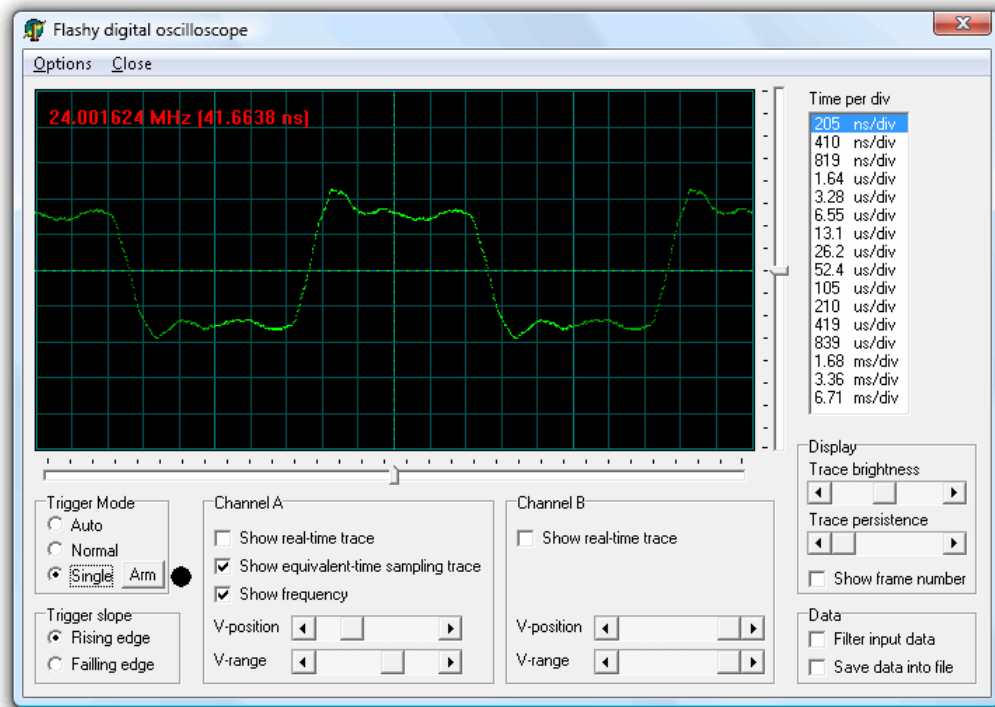 Flashy digital oscilloscope
Options Close
24.001624 MHz (41.6638 ns)
Time per div
205 ns/div
410 ns/div
819 ns/div
1.64 us/div
3.28 us/div
6.55 us/div
13.1 us/div
26.2 us/div
52.4 us/div
105 us/div
210 us/div
419 us/div
839 us/div
1.68 ms/div
3.36 ms/div
6.71 ms/div
Display
Trace brightness
Trace persistence
Show frame number
Trigger Mode
Auto
Normal
Single Arm
Trigger slope
Rising edge
Failling edge
Channel A
Show real-time trace
Show equivalent-time sampling trace
Show frequency
V-position
V-range
Channel B
Show real-time trace
V-position
V-range
Data
Filter input data
Save data into file